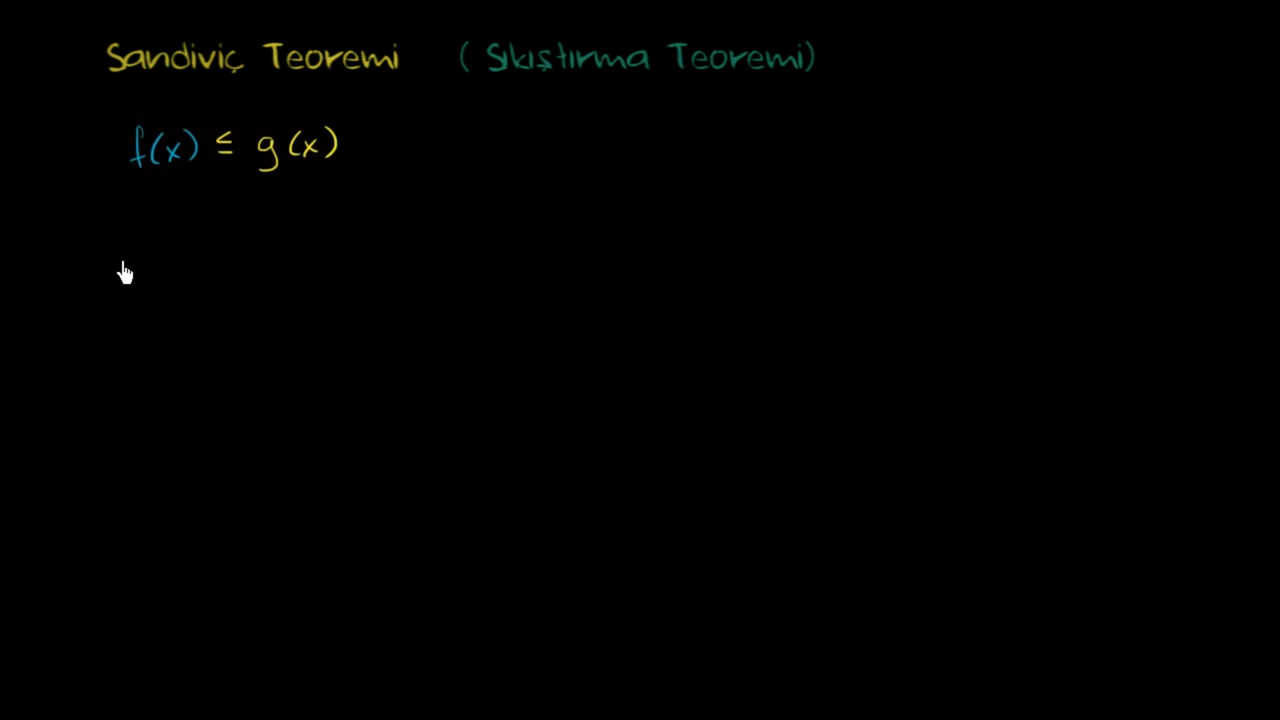 Sandiviç Teoremi ( Sıkıştırma Teoremi)
f(x) ≤ g(x)